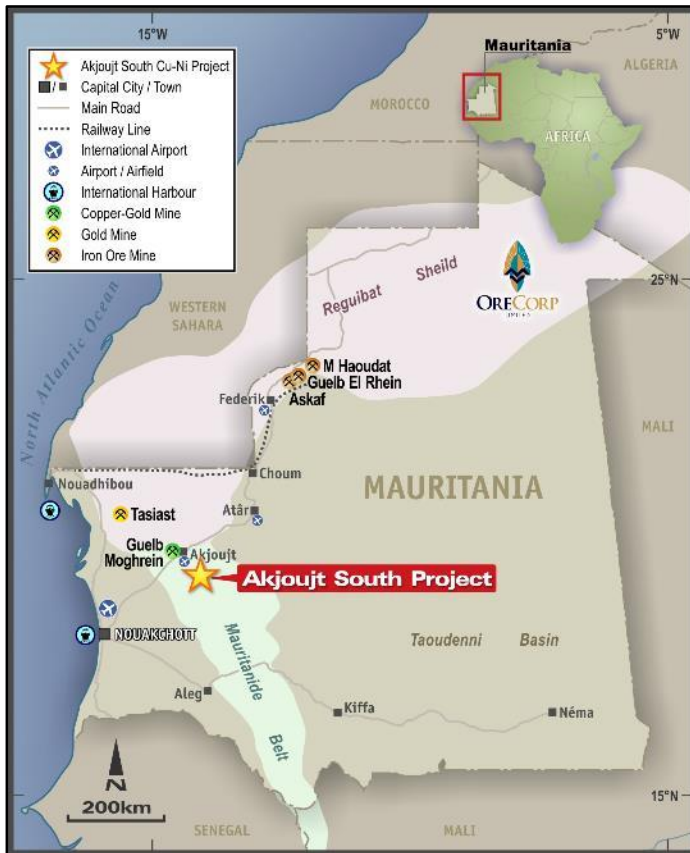 15°W
5°W
Akjoujt South Cu-Ni Project
Capital City / Town
Main Road
Railway Line
International Airport
Airport / Airfield
International Harbour
Copper-Gold Mine
Gold Mine
Iron Ore Mine
Mauritania
AFRICA
ALGERIA
MOROCCO
25°N
WESTERN
SAHARA
Reguibat Sheild
ORECORP
LIMITED
North Atlantic Ocean
M Haoudat
Guelb El Rhein
Askaf
Federik
MALI
Choum
Nouadhibou
MAURITANIA
Tasiast
Atâr
Guelb
Moghrein
Akjoujt
Akjoujt South Project
NOUAKCHOTT
Mauritanide
Belt
Taoudenni Basin
Aleg
Kiffa
Néma
N
200km
15°N
SENEGAL
MALI